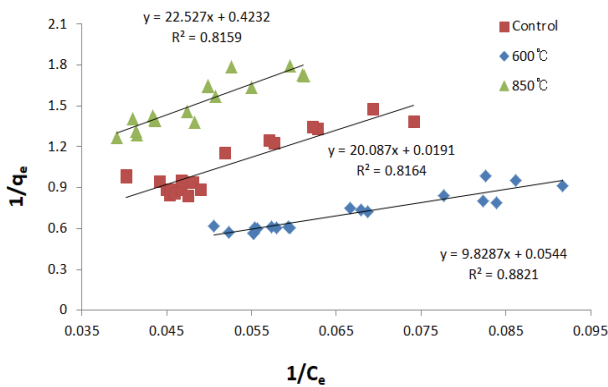 y = 22.527x + 0.4232
R² = 0.8159
Control
600℃
850℃
2.1
1.8
1.5
1.2
0.9
0.6
0.3
0
1/qe
y = 20.087x + 0.0191
R² = 0.8164
y = 9.8287x + 0.0544
R² = 0.8821
0.035 0.045 0.055 0.065 0.075 0.085 0.095
1/Ce